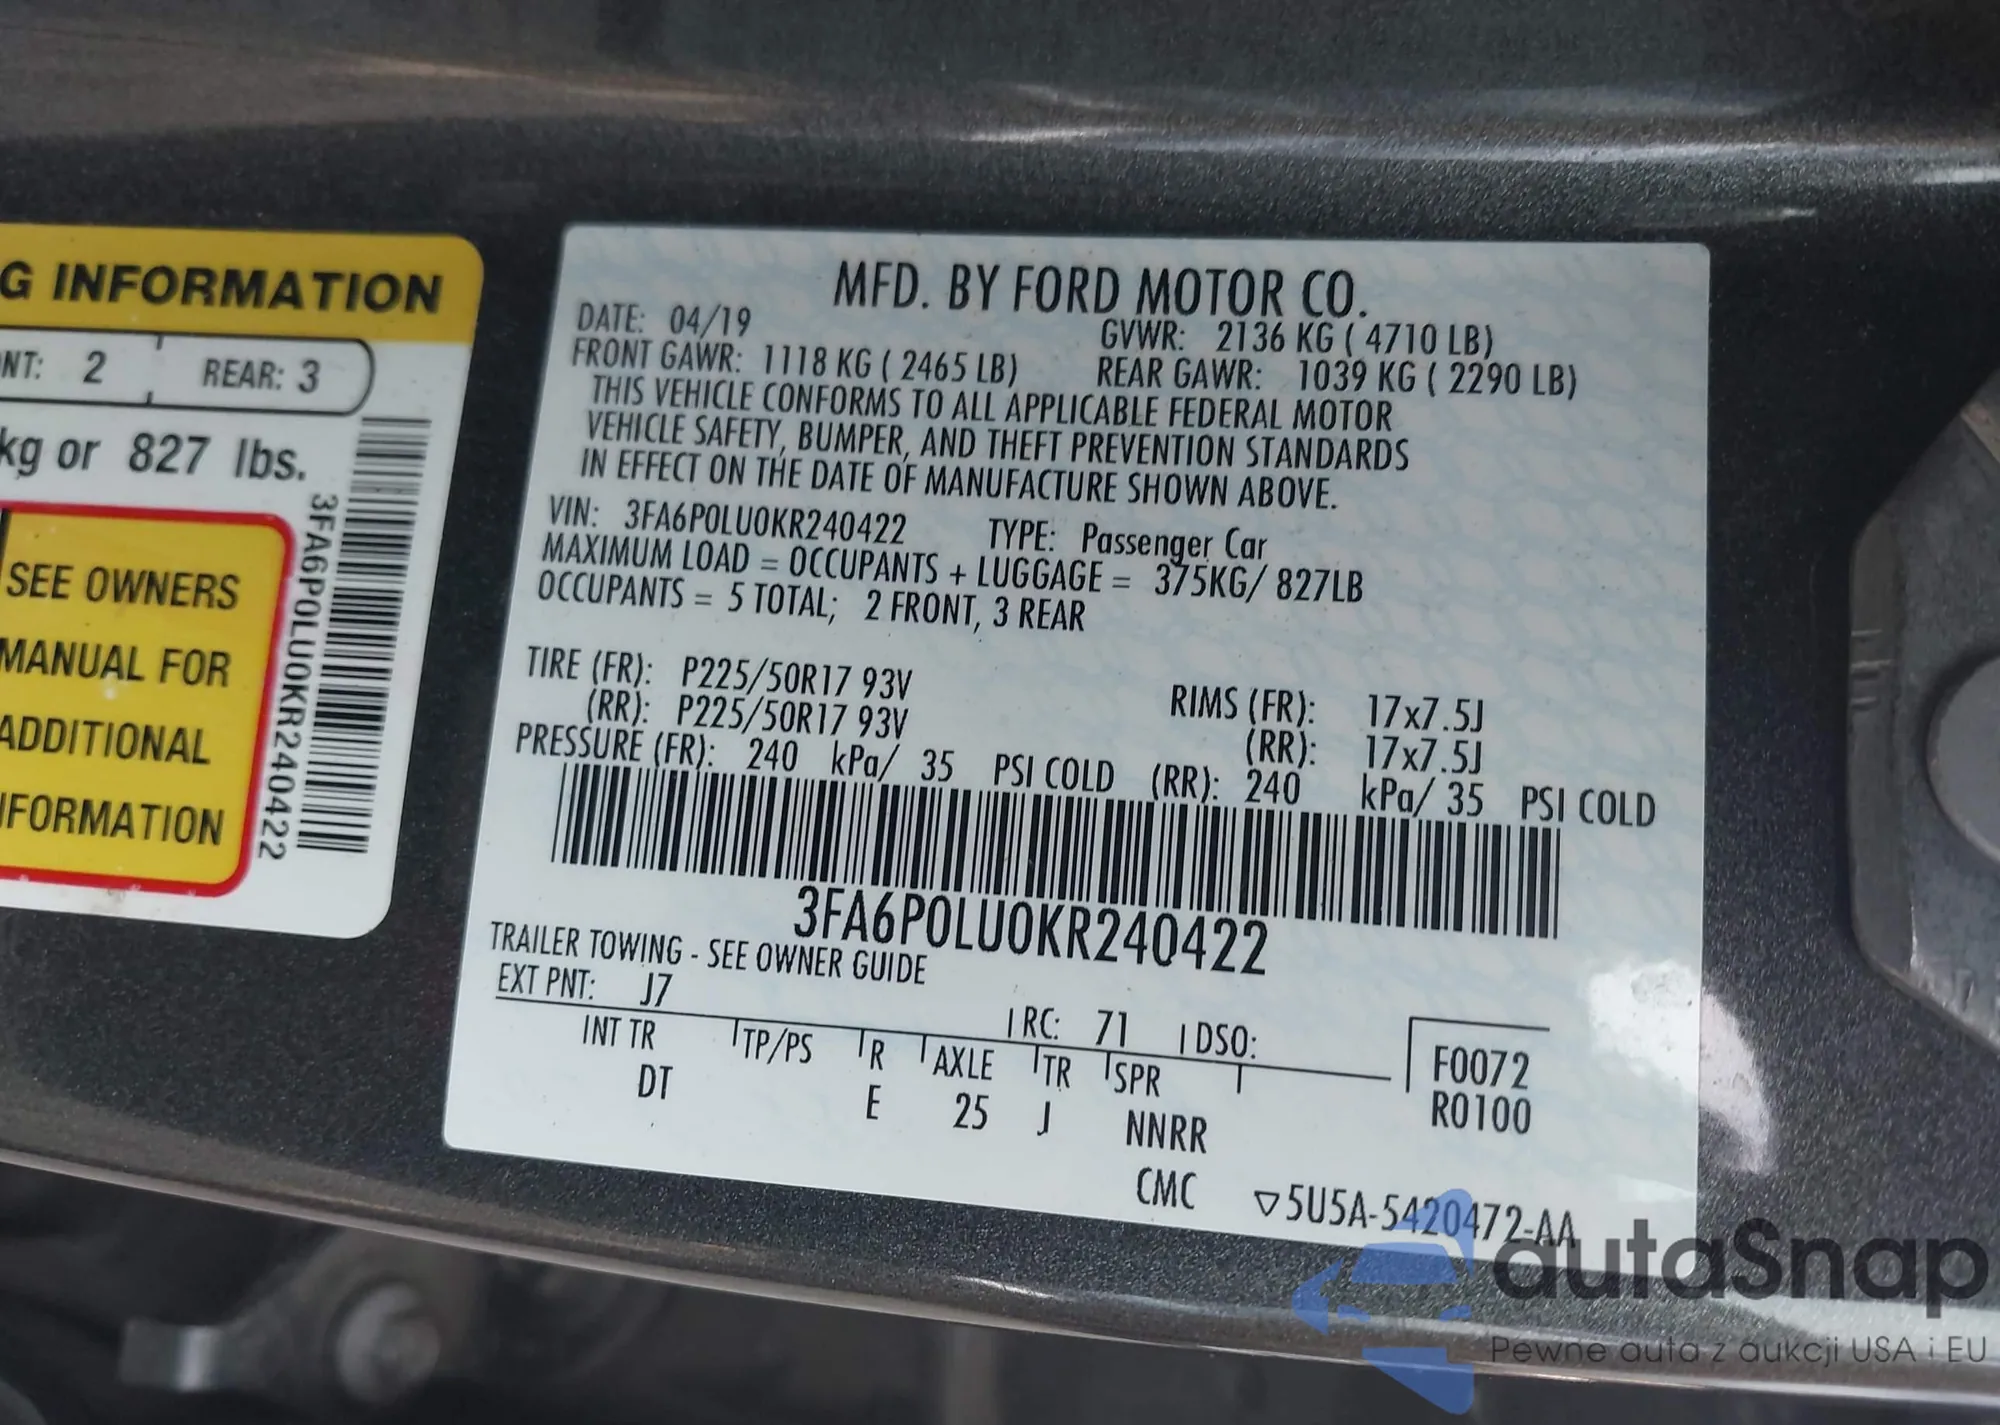 G INFORMATION
NT: 2 REAR: 3
kg or 827 lbs.
SEE OWNERS
MANUAL FOR
ADDITIONAL
FORMATION
3FA6P0LU0KR240422
MFD. BY FORD MOTOR CO.
DATE: 04/19 GVWR: 2136 KG ( 4710 LB)
FRONT GAWR: 1118 KG ( 2465 LB) REAR GAWR: 1039 KG ( 2290 LB)
THIS VEHICLE CONFORMS TO ALL APPLICABLE FEDERAL MOTOR
VEHICLE SAFETY, BUMPER, AND THEFT PREVENTION STANDARDS
IN EFFECT ON THE DATE OF MANUFACTURE SHOWN ABOVE.
VIN: 3FA6P0LU0KR240422 TYPE: Passenger Car
MAXIMUM LOAD = OCCUPANTS + LUGGAGE = 375KG/ 827LB
OCCUPANTS = 5 TOTAL; 2 FRONT, 3 REAR
TIRE (FR): P225/50R17 93V RIMS (FR): 17x7.5J
(RR): P225/50R17 93V (RR): 17x7.5J
PRESSURE (FR): 240 kPa/ 35 PSI COLD (RR): 240 kPa/ 35 PSI COLD
3FA6P0LU0KR240422
TRAILER TOWING - SEE OWNER GUIDE
EXT PNT: J7 RC: 71 DSO:
INT TR TP/PS R AXLE TR SPR
DT E 25 J NNRR
F0072
R0100
CMC ▽5U5A-5420472-AA
autaSnap
Pewne auta z aukcji USA i EU